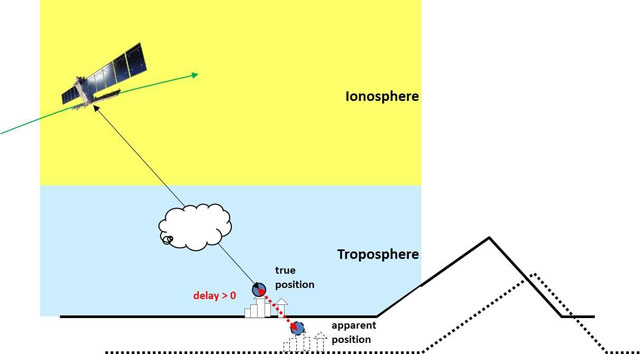 Ionosphere
Troposphere
true
position
delay > 0
apparent
position